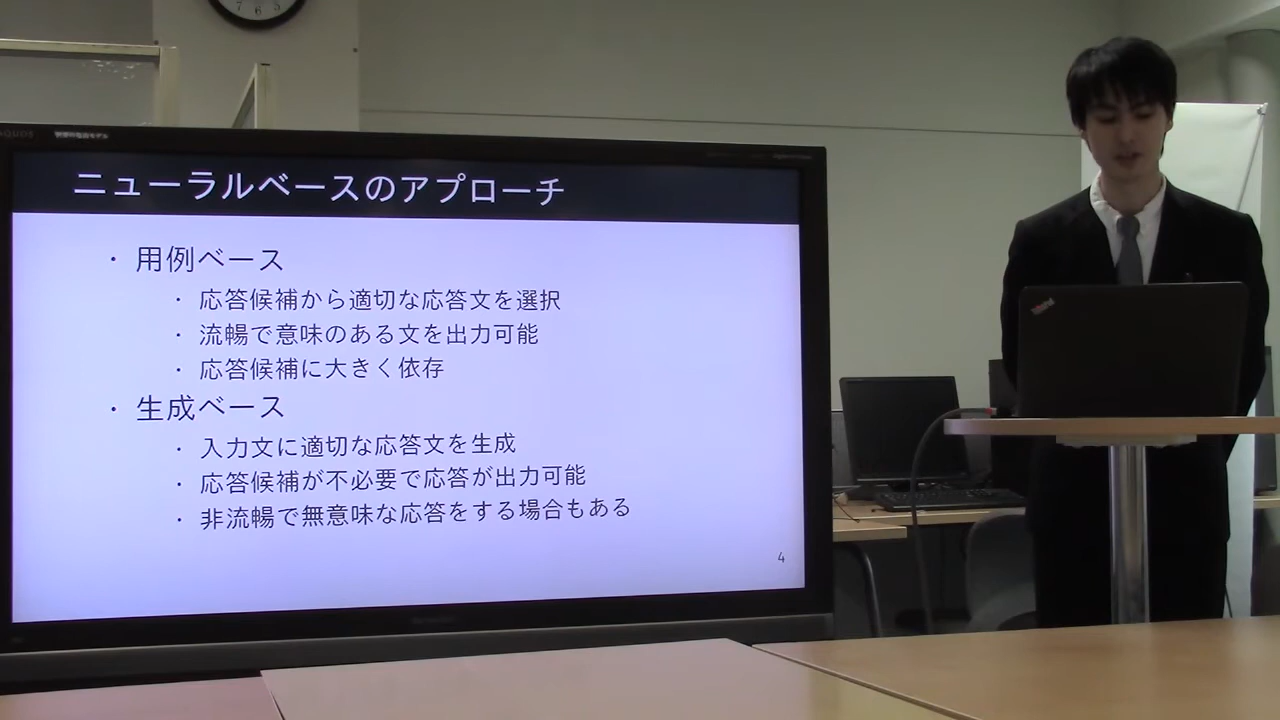 7 6 5
AQUOS
ニューラルベースのアプローチ
・ 用例ベース
・ 応答候補から適切な応答文を選択
・ 流暢で意味のある文を出力可能
・ 応答候補に大きく依存
・ 生成ベース
・ 入力文に適切な応答文を生成
・ 応答候補が不必要で応答が出力可能
・ 非流暢で無意味な応答をする場合もある
4
ThinkPad